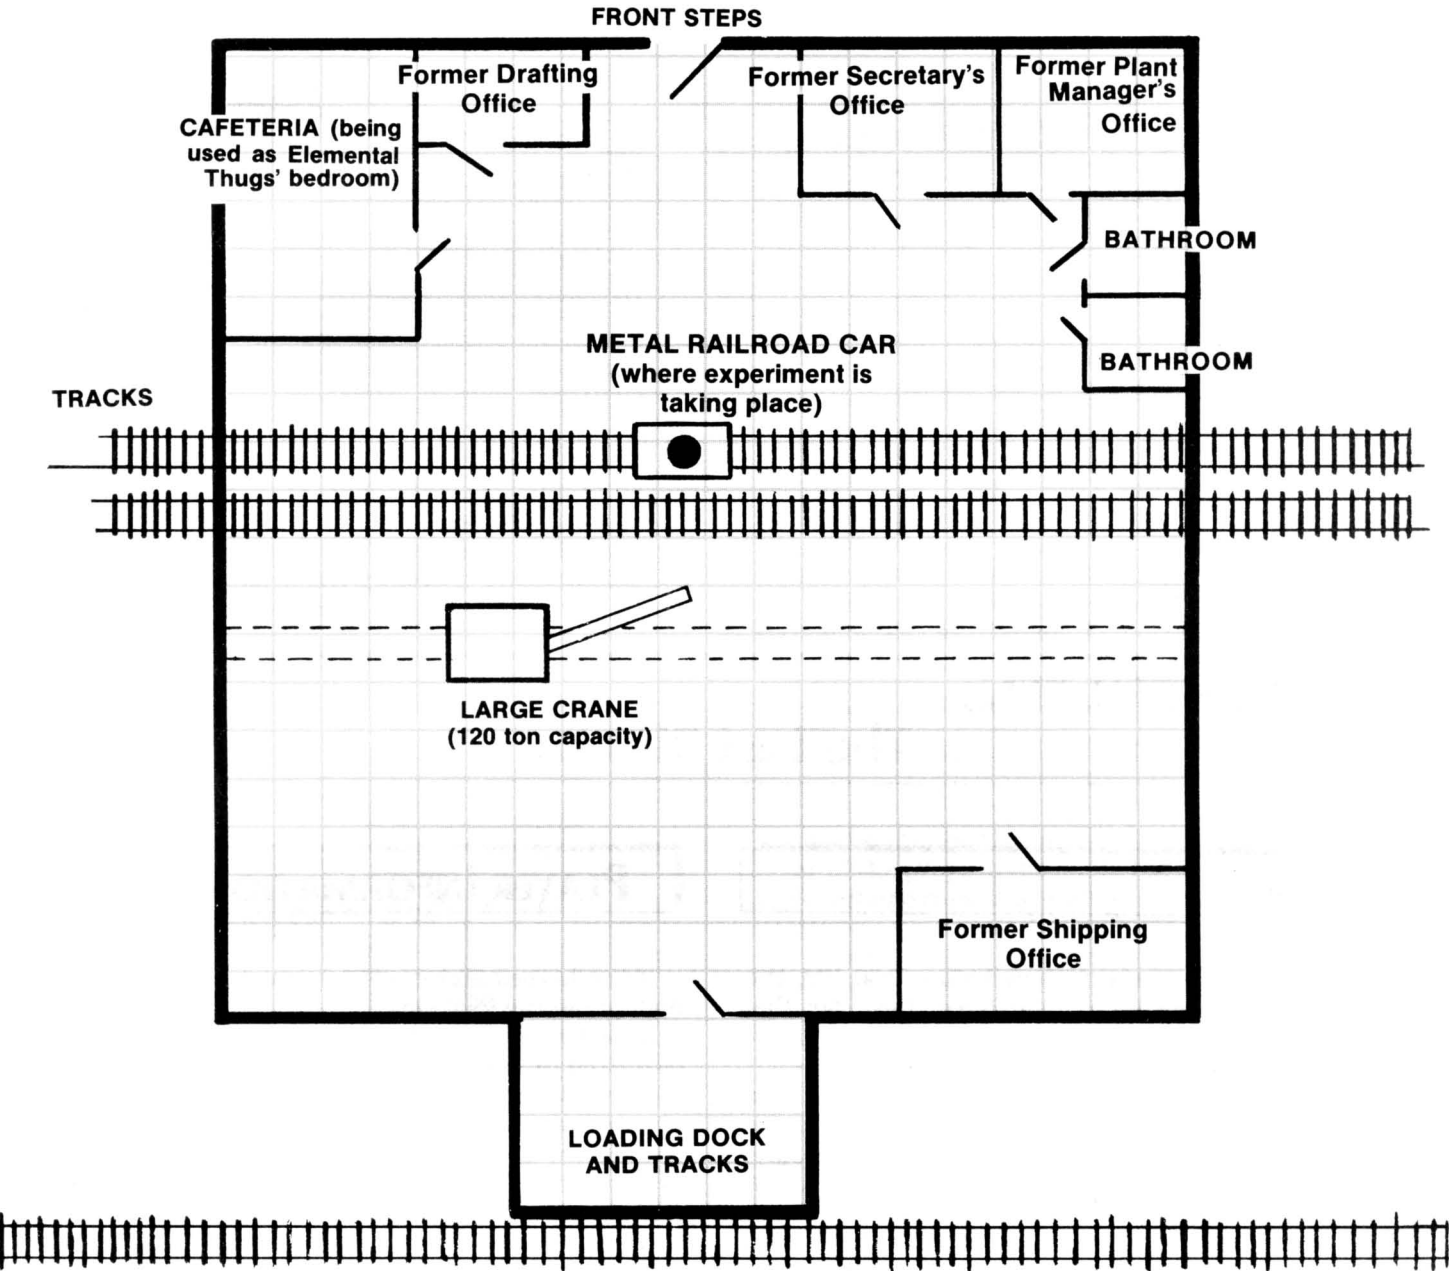 FRONT STEPS
Former Drafting
Office
Former Secretary's
Office
Former Plant
Manager's
Office
CAFETERIA (being
used as Elemental
Thugs' bedroom)
BATHROOM
METAL RAILROAD CAR
(where experiment is
taking place)
BATHROOM
TRACKS
LARGE CRANE
(120 ton capacity)
Former Shipping
Office
LOADING DOCK
AND TRACKS